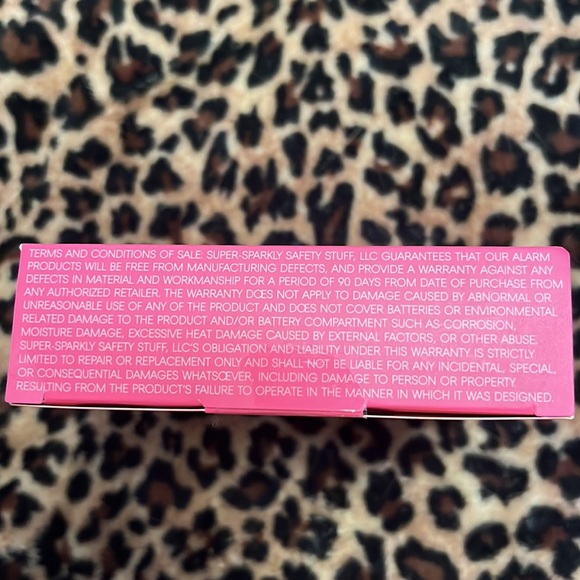 TERMS AND CONDITIONS OF SALE: SUPER-SPARKLY SAFETY STUFF, LLC GUARANTEES THAT OUR ALARM
PRODUCTS WILL BE FREE FROM MANUFACTURING DEFECTS, AND PROVIDE A WARRANTY AGAINST ANY
DEFECTS IN MATERIAL AND WORKMANSHIP FOR A PERIOD OF 90 DAYS FROM DATE OF PURCHASE FROM
ANY AUTHORIZED RETAILER. THE WARRANTY DOES NOT APPLY TO DAMAGE CAUSED BY ABNORMAL OR
UNREASONABLE USE OF ANY OF THE PRODUCT AND DOES NOT COVER BATTERIES OR ENVIRONMENTAL
RELATED DAMAGE TO THE PRODUCT AND/OR BATTERY COMPARTMENT SUCH AS CORROSION,
MOISTURE DAMAGE, EXCESSIVE HEAT DAMAGE CAUSED BY EXTERNAL FACTORS, OR OTHER ABUSE.
SUPER-SPARKLY SAFETY STUFF, LLC'S OBLIGATION AND LIABILITY UNDER THIS WARRANTY IS STRICTLY
LIMITED TO REPAIR OR REPLACEMENT ONLY AND SHALL NOT BE LIABLE FOR ANY INCIDENTAL, SPECIAL,
OR CONSEQUENTIAL DAMAGES WHATSOEVER, INCLUDING DAMAGE TO PERSON OR PROPERTY
RESULTING FROM THE PRODUCT'S FAILURE TO OPERATE IN THE MANNER IN WHICH IT WAS DESIGNED.